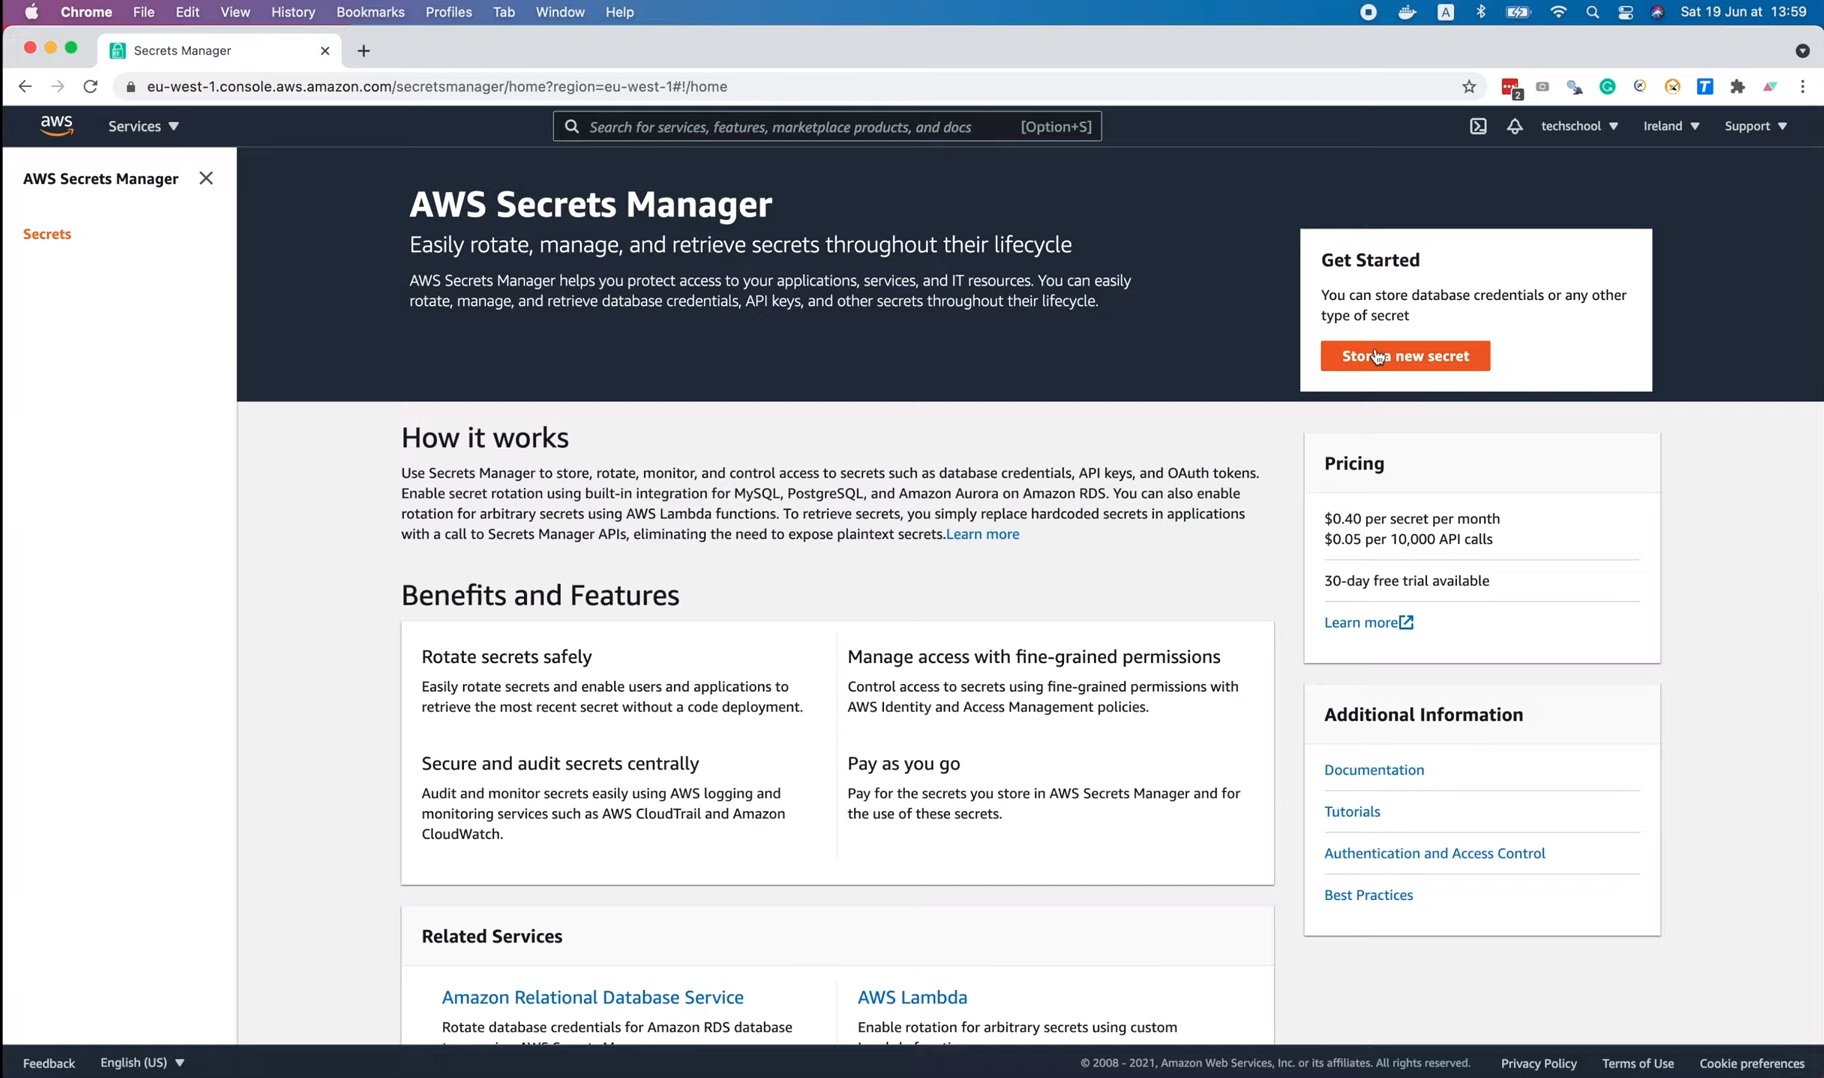 Chrome File Edit View History Bookmarks Profiles Tab Window Help
A
Sat 19 Jun at 13:59
Secrets Manager
eu-west-1.console.aws.amazon.com/secretsmanager/home?region=eu-west-1#!/home
2
T
aws
Services
Search for services, features, marketplace products, and docs [Option+S]
techschool
Ireland
Support
AWS Secrets Manager
Secrets
AWS Secrets Manager
Easily rotate, manage, and retrieve secrets throughout their lifecycle
AWS Secrets Manager helps you protect access to your applications, services, and IT resources. You can easily
rotate, manage, and retrieve database credentials, API keys, and other secrets throughout their lifecycle.
Get Started
You can store database credentials or any other
type of secret
Store a new secret
How it works
Use Secrets Manager to store, rotate, monitor, and control access to secrets such as database credentials, API keys, and OAuth tokens.
Enable secret rotation using built-in integration for MySQL, PostgreSQL, and Amazon Aurora on Amazon RDS. You can also enable
rotation for arbitrary secrets using AWS Lambda functions. To retrieve secrets, you simply replace hardcoded secrets in applications
with a call to Secrets Manager APIs, eliminating the need to expose plaintext secrets.Learn more
Benefits and Features
Rotate secrets safely
Easily rotate secrets and enable users and applications to
retrieve the most recent secret without a code deployment.
Manage access with fine-grained permissions
Control access to secrets using fine-grained permissions with
AWS Identity and Access Management policies.
Secure and audit secrets centrally
Audit and monitor secrets easily using AWS logging and
monitoring services such as AWS CloudTrail and Amazon
CloudWatch.
Pay as you go
Pay for the secrets you store in AWS Secrets Manager and for
the use of these secrets.
Related Services
Amazon Relational Database Service
Rotate database credentials for Amazon RDS database
AWS Lambda
Enable rotation for arbitrary secrets using custom
Pricing
$0.40 per secret per month
$0.05 per 10,000 API calls
30-day free trial available
Learn more
Additional Information
Documentation
Tutorials
Authentication and Access Control
Best Practices
Feedback
English (US)
© 2008 - 2021, Amazon Web Services, Inc. or its affiliates. All rights reserved.
Privacy Policy
Terms of Use
Cookie preferences